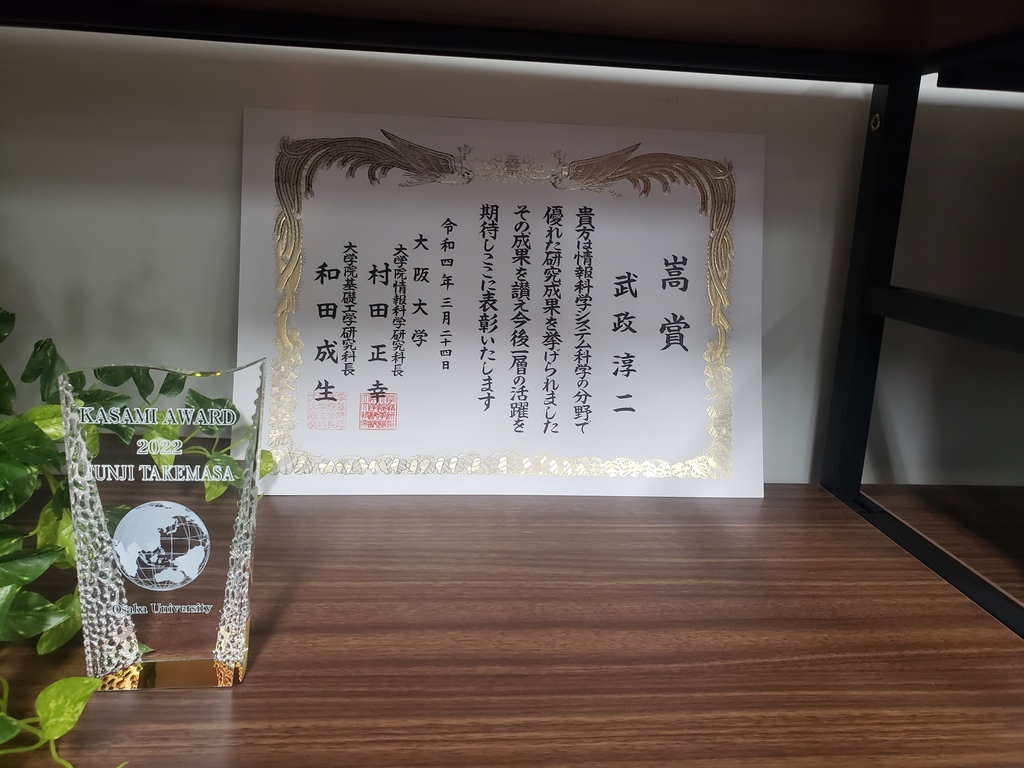 嵩賞
武政淳二
貴方は情報科学システム科学の分野で
優れた研究成果を挙げられました
その成果を讃え今後一層の活躍を
期待しここに表彰いたします
令和四年三月二十四日
大阪大学
大学院情報科学研究科長
村田正幸
大学院基礎工学研究科長
和田成生
KASAMI AWARD
2022
JUNJI TAKEMASA
Osaka University